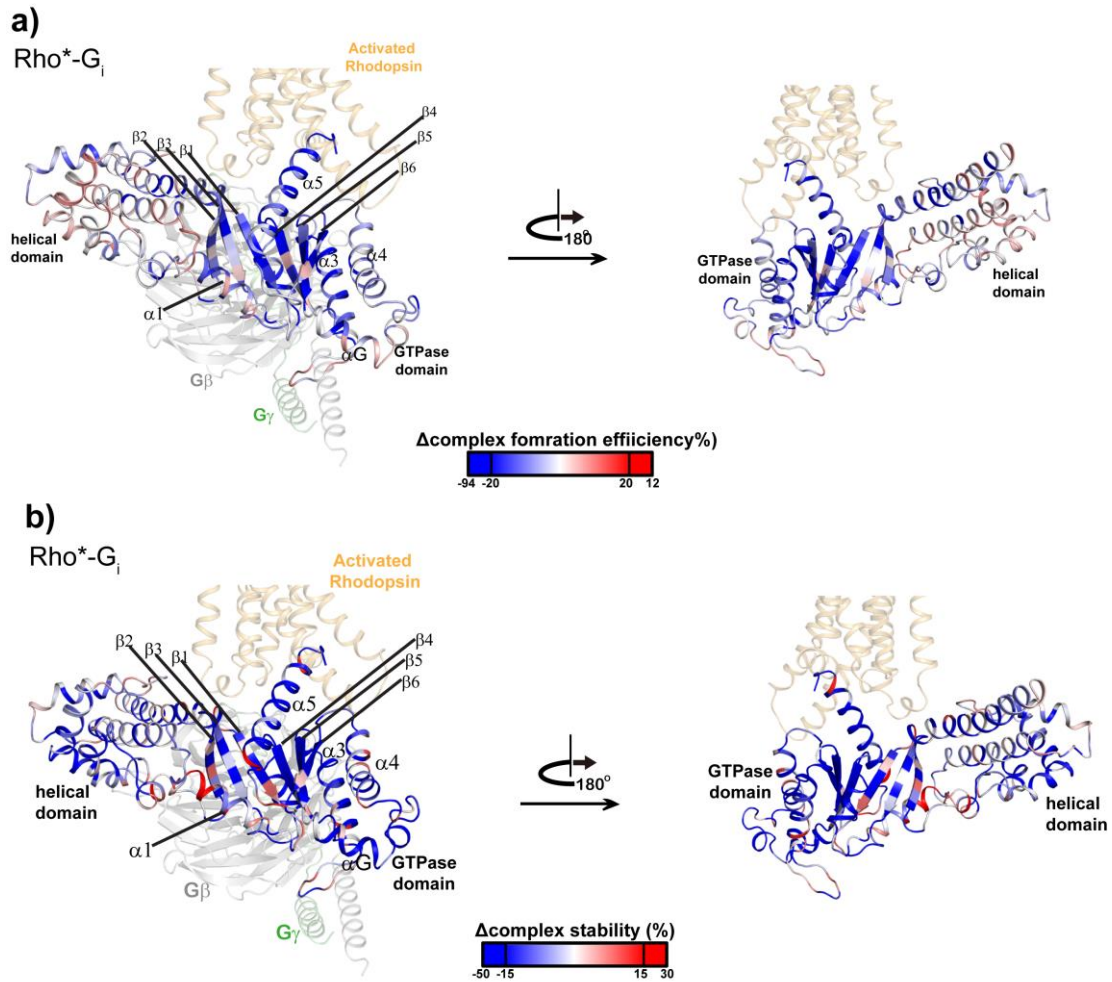 a)
Rho*-Gi
Activated
Rhodopsin
β4
β5
β6
β2
β3
β1
α5
α3
α4
helical
domain
α1
αG
GTPase
domain
Gβ
Gγ
180°
GTPase
domain
helical
domain
Δcomplex fomration effiiciency%)
-94 -20 20 12
b)
Rho*-Gi
Activated
Rhodopsin
β4
β5
β6
β2
β3
β1
α5
α3
α4
helical
domain
α1
αG
GTPase
domain
Gβ
Gγ
180°
GTPase
domain
helical
domain
Δcomplex stability (%)
-50 -15 15 30